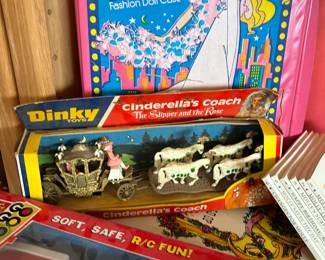 Fashion Doll Case
Dinky
TOYS
Cinderella's Coach
The Slipper and the Rose
Cinderella's Coach
SOFT, SAFE, R/C FUN!